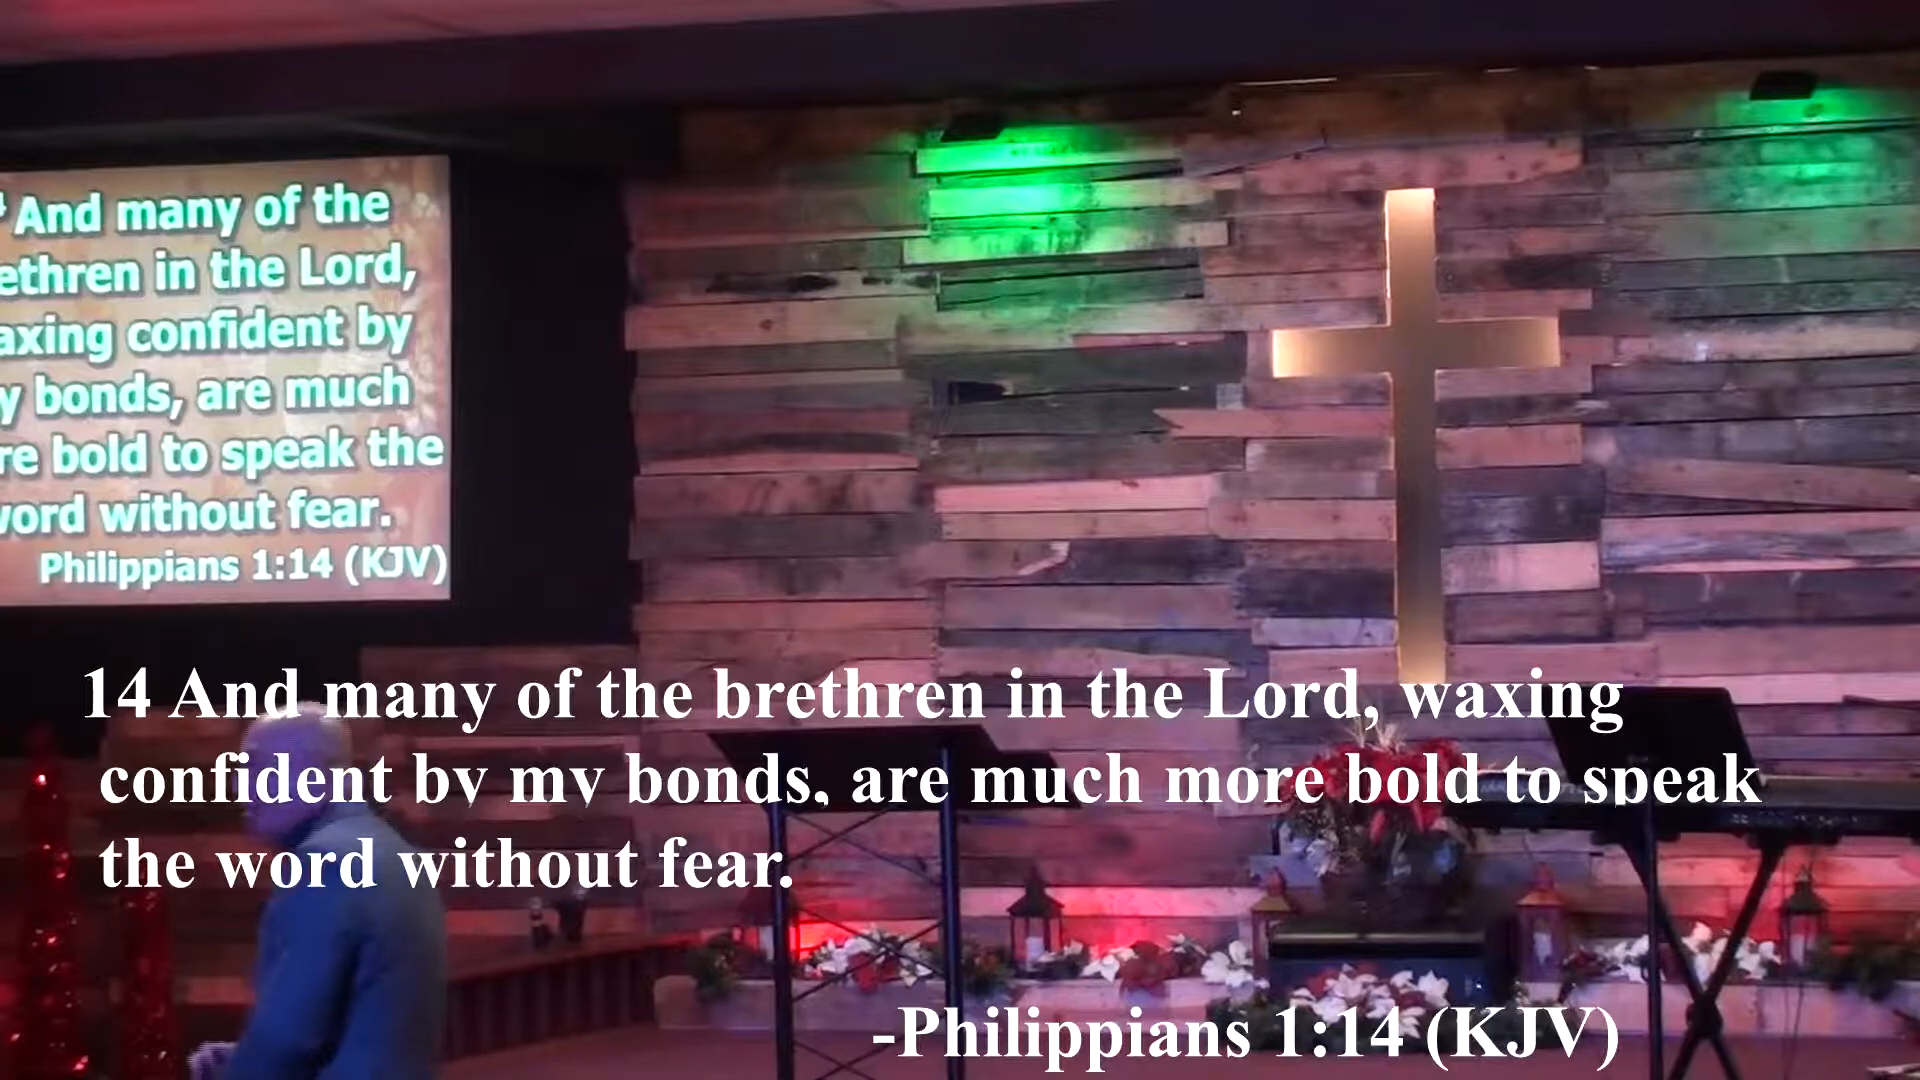 And many of the
ethren in the Lord,
axing confident by
y bonds, are much
re bold to speak the
ord without fear.
Philippians 1:14 (KJV)
14 And many of the brethren in the Lord, waxing
confident by my bonds, are much more bold to speak
the word without fear.
-Philippians 1:14 (KJV)